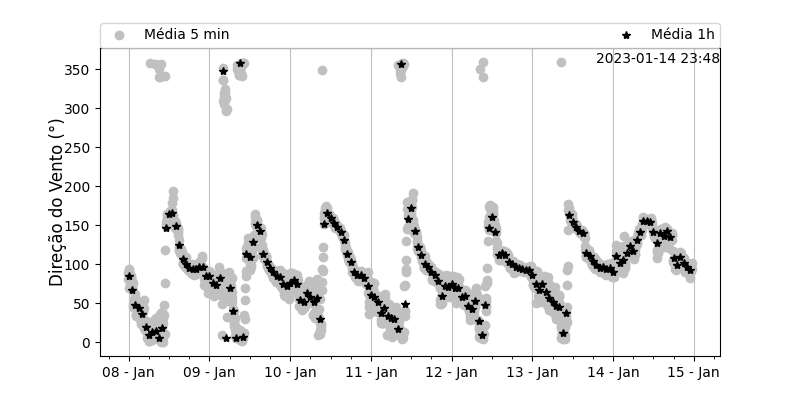 Média 5 min
Média 1h
2023-01-14 23:48
Direção do Vento (°)
350
300
250
200
150
100
50
0
08 - Jan
09 - Jan
10 - Jan
11 - Jan
12 - Jan
13 - Jan
14 - Jan
15 - Jan